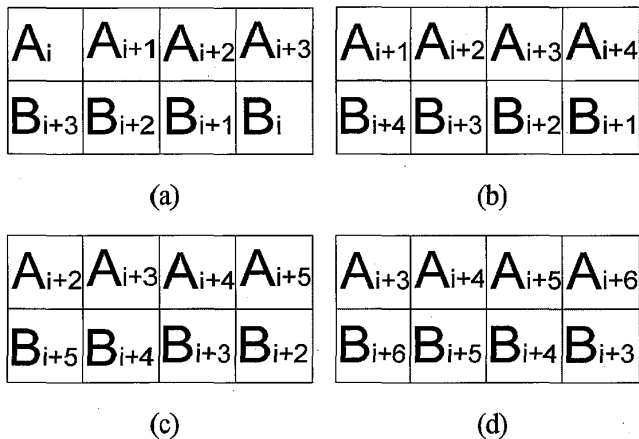 Ai Ai+1 Ai+2 Ai+3
Bi+3 Bi+2 Bi+1 Bi
(a)
Ai+1 Ai+2 Ai+3 Ai+4
Bi+4 Bi+3 Bi+2 Bi+1
(b)
Ai+2 Ai+3 Ai+4 Ai+5
Bi+5 Bi+4 Bi+3 Bi+2
(c)
Ai+3 Ai+4 Ai+5 Ai+6
Bi+6 Bi+5 Bi+4 Bi+3
(d)